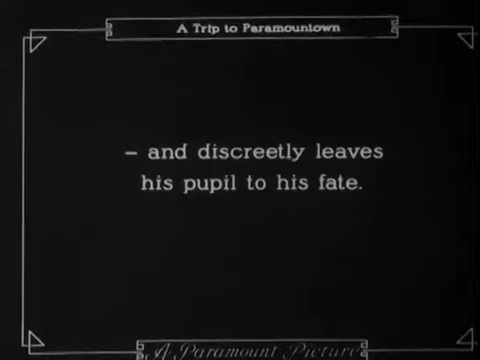 A Trip to Paramountown
– and discreetly leaves
his pupil to his fate.
A Paramount Picture